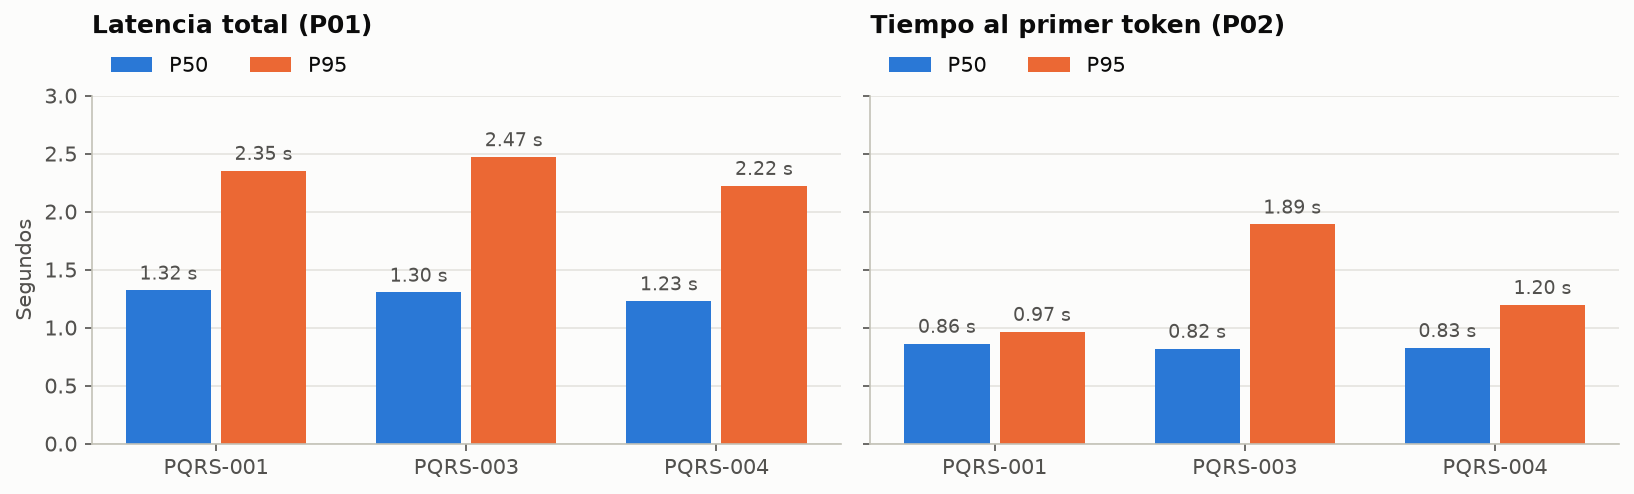 Latencia total (P01)
P50 P95
Segundos
3.0
2.5
2.0
1.5
1.0
0.5
0.0
1.32 s
2.35 s
1.30 s
2.47 s
1.23 s
2.22 s
PQRS-001 PQRS-003 PQRS-004
Tiempo al primer token (P02)
P50 P95
0.86 s
0.97 s
0.82 s
1.89 s
0.83 s
1.20 s
PQRS-001 PQRS-003 PQRS-004